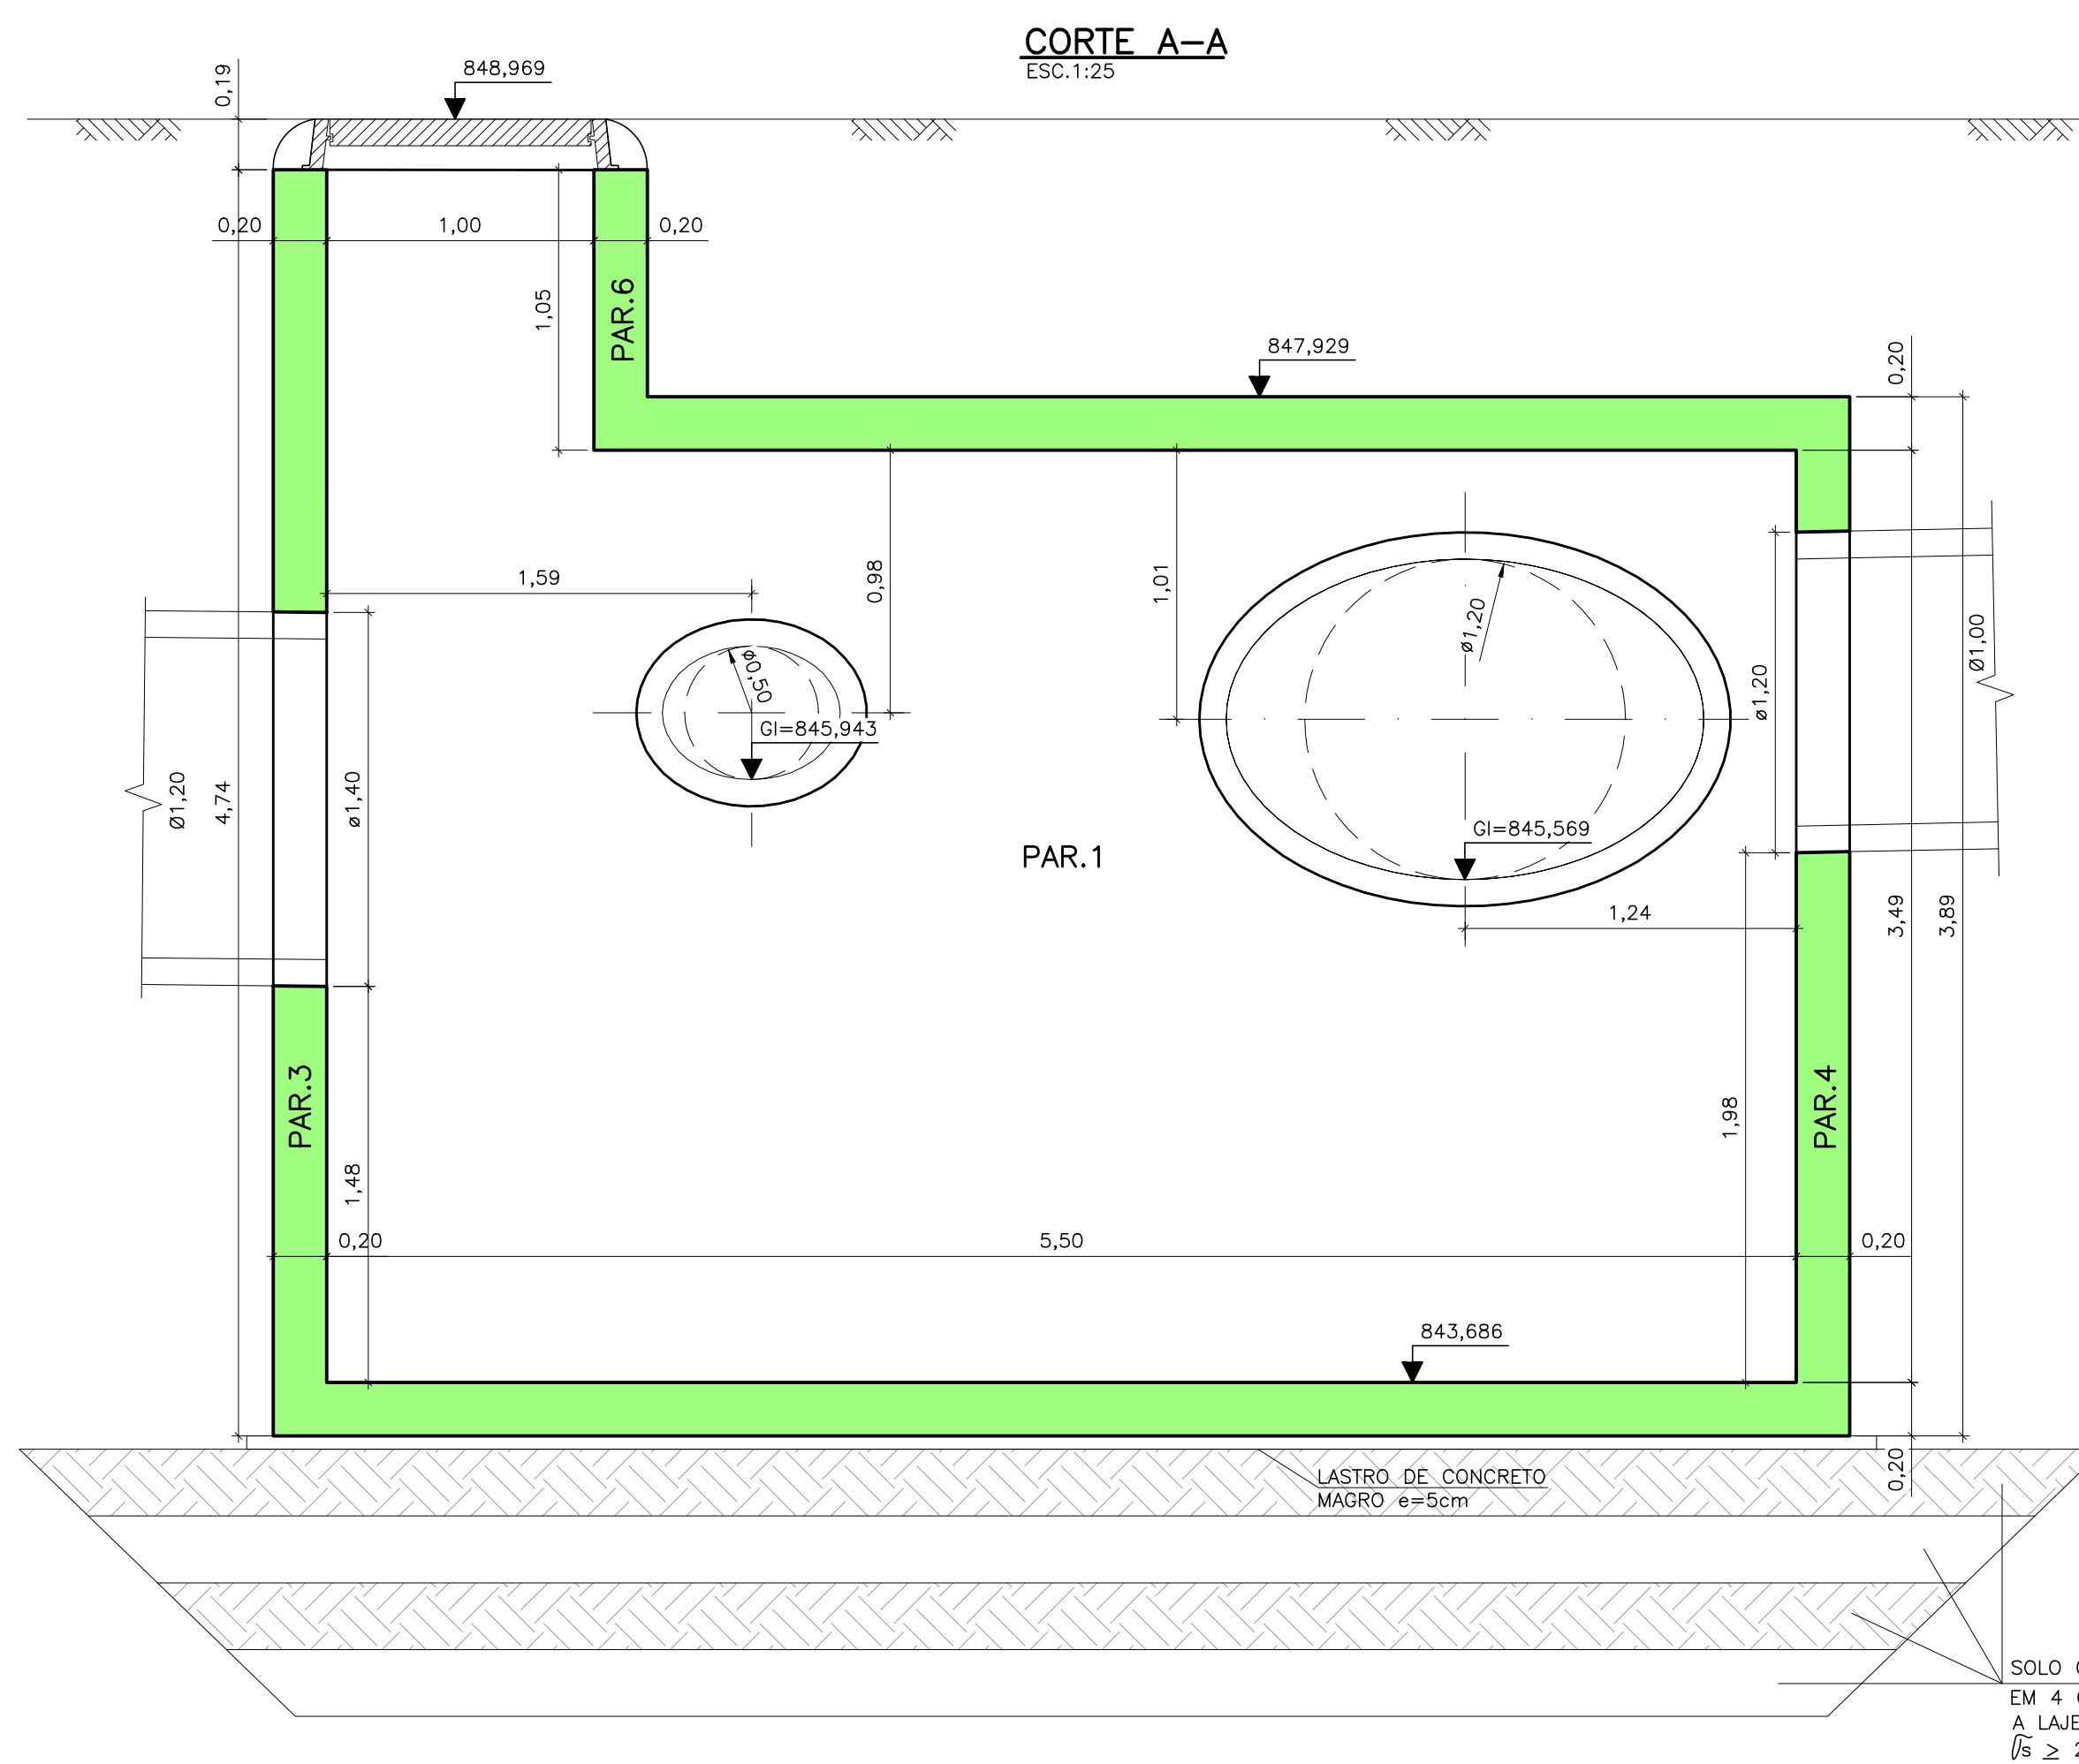 CORTE A–A
ESC.1:25
0,19
848,969
0,20
1,00
0,20
PAR.6
1,05
847,929
0,20
1,59
0,98
1,01
ø1,20
ø0,50
GI=845,943
ø1,20
Ø1,00
Ø1,20
4,74
ø1,40
PAR.1
GI=845,569
1,24
3,49
3,89
PAR.3
1,48
1,98
PAR.4
0,20
5,50
0,20
843,686
LASTRO DE CONCRETO
MAGRO e=5cm
0,20
SOLO
EM 4
A LAJE
s ≥ 2